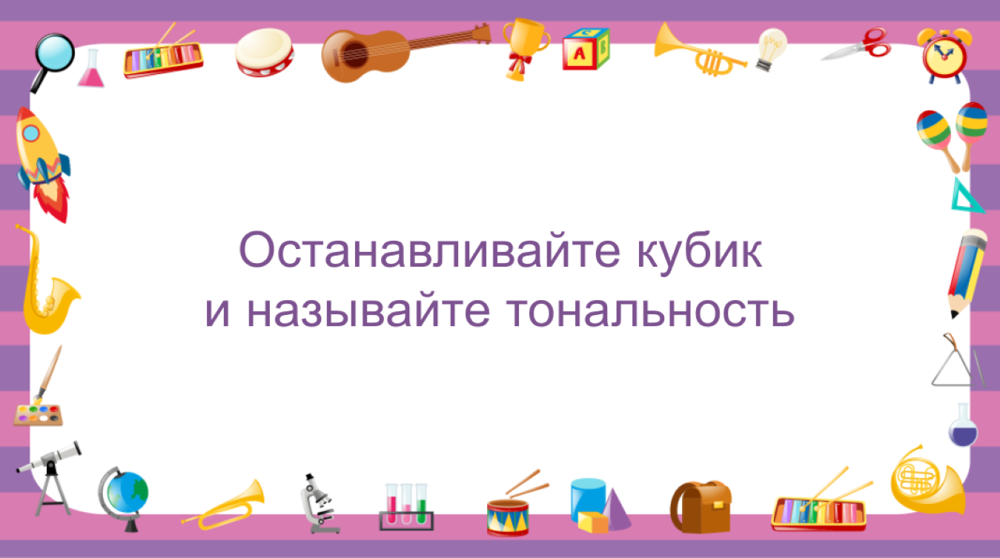 Останавливайте кубик
и называйте тональность